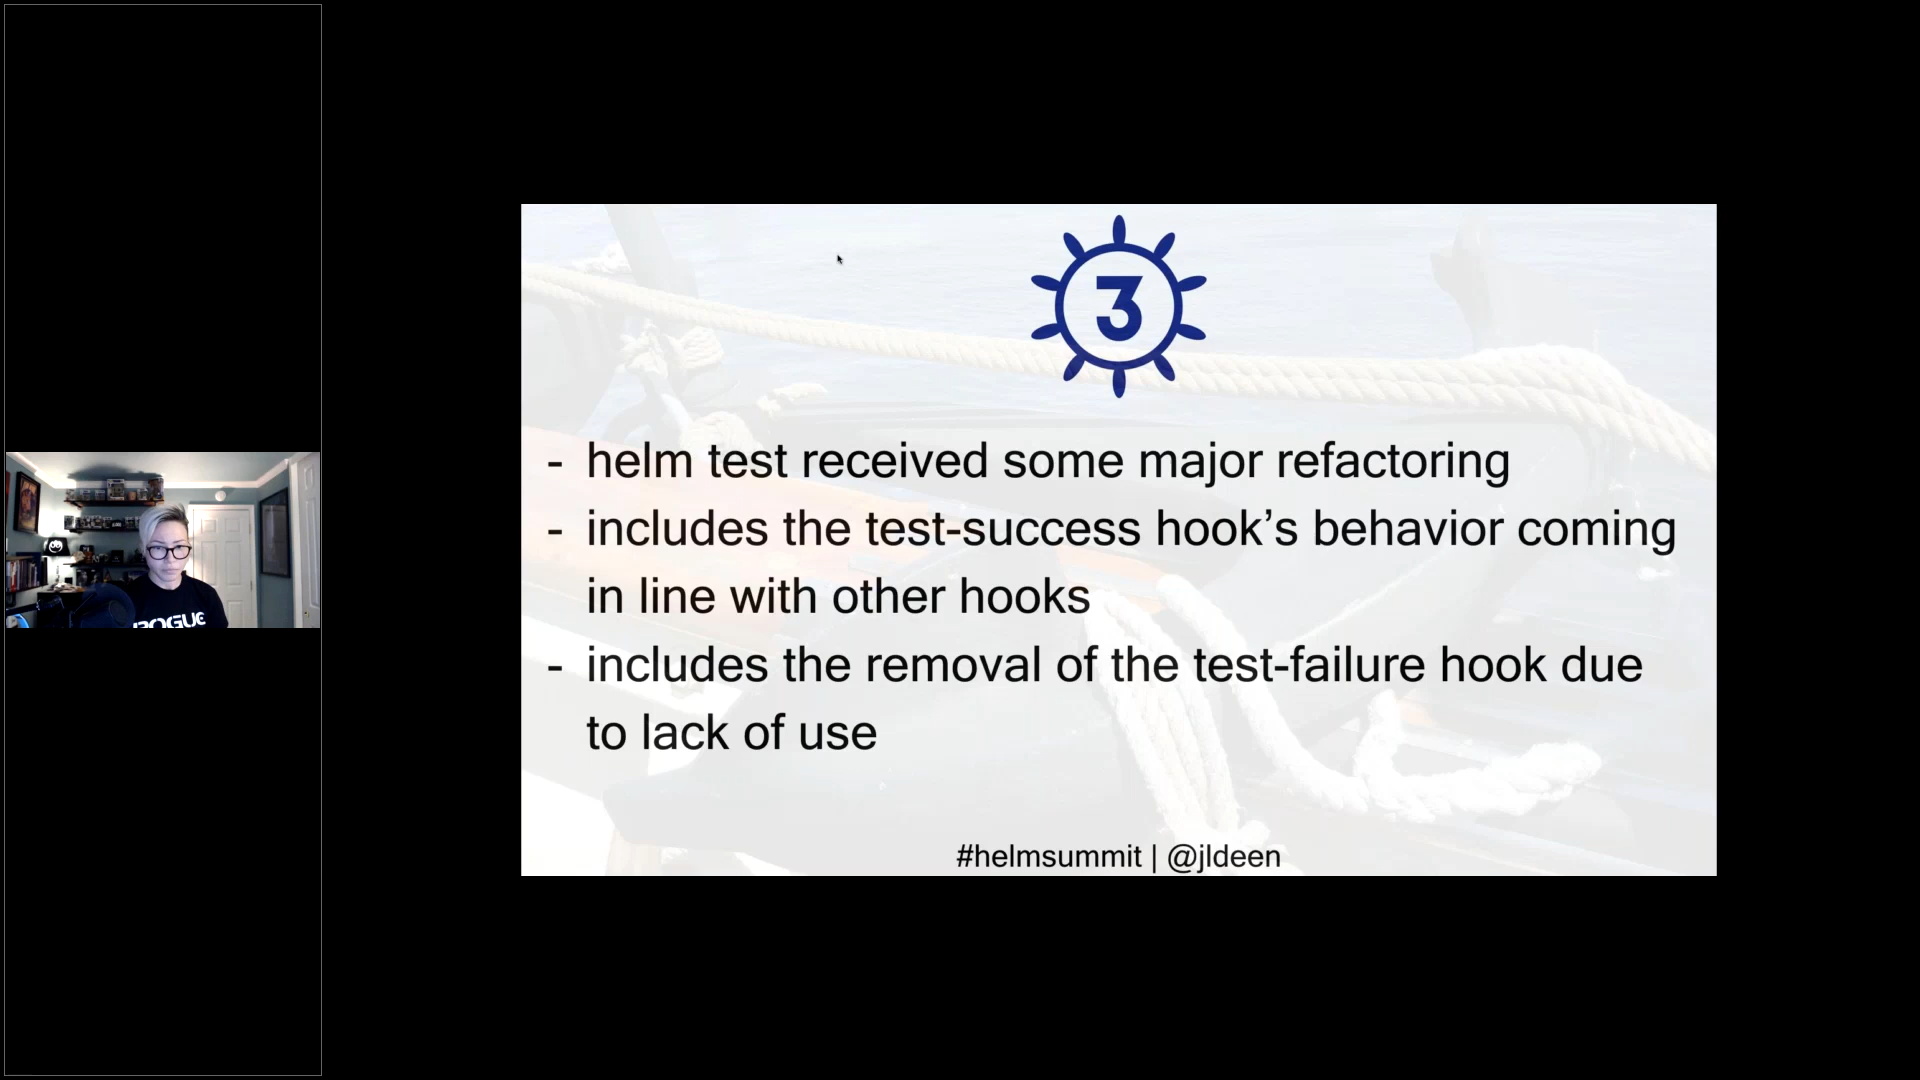 3
- helm test received some major refactoring
- includes the test-success hook’s behavior coming
in line with other hooks
- includes the removal of the test-failure hook due
to lack of use
#helmsummit | @jldeen
ROGUE